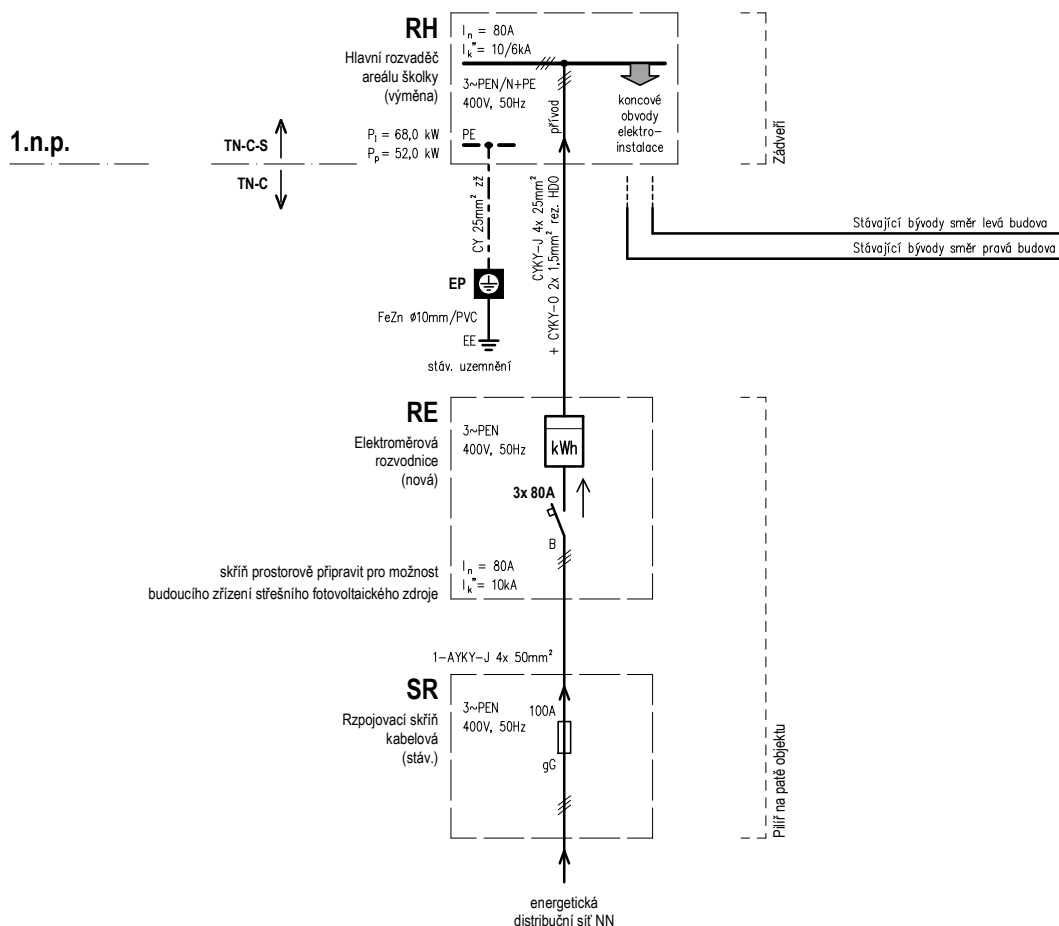 RH
Hlavní rozvaděč
areálu školky
(výměna)
In = 80A
Ik"= 10/6kA
3~PEN/N+PE
400V, 50Hz
přívod
koncové
obvody
elektro–
instalace
Zádveří
1.n.p.
TN-C-S
TN-C
Pi = 68,0 kW
Pp = 52,0 kW
PE
CY 25mm² zž
CYKY–J 4x 25mm²
+ CYKY–O 2x 1,5mm² rez. HDO
Stávající bývody směr levá budova
Stávající bývody směr pravá budova
EP
FeZn ø10mm/PVC
EE
stáv. uzemnění
RE
Elektroměrová
rozvodnice
(nová)
3~PEN
400V, 50Hz
kWh
3x 80A
B
In = 80A
Ik"= 10kA
skříň prostorově připravit pro možnost
budoucího zřízení střešního fotovoltaického zdroje
1–AYKY–J 4x 50mm²
SR
Rzpojovací skříň
kabelová
(stáv.)
3~PEN
400V, 50Hz
100A
gG
Pilíř na patě objektu
energetická
distribuční síť NN